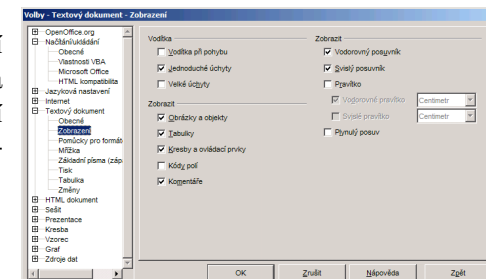 Volby - Textový dokument - Zobrazení
OpenOffice.org
Načítání/ukládání
Obecné
Vlastnosti VBA
Microsoft Office
HTML kompatibilita
Jazyková nastavení
Internet
Textový dokument
Obecné
Zobrazení
Pomůcky pro formát
Mřížka
Základní písma (záp
Tisk
Tabulka
Změny
HTML dokument
Sešit
Prezentace
Kresba
Vzorec
Graf
Zdroje dat
Vodítka
Vodítka při pohybu
Jednoduché úchyty
Velké úchyty
Zobrazit
Obrázky a objekty
Tabulky
Kresby a ovládací prvky
Kódy polí
Komentáře
Zobrazit
Vodorovný posuvník
Svislý posuvník
Pravítko
Vodorovné pravítko Centimetr
Svislé pravítko Centimetr
Plynulý posuv
OK Zrušit Nápověda Zpět